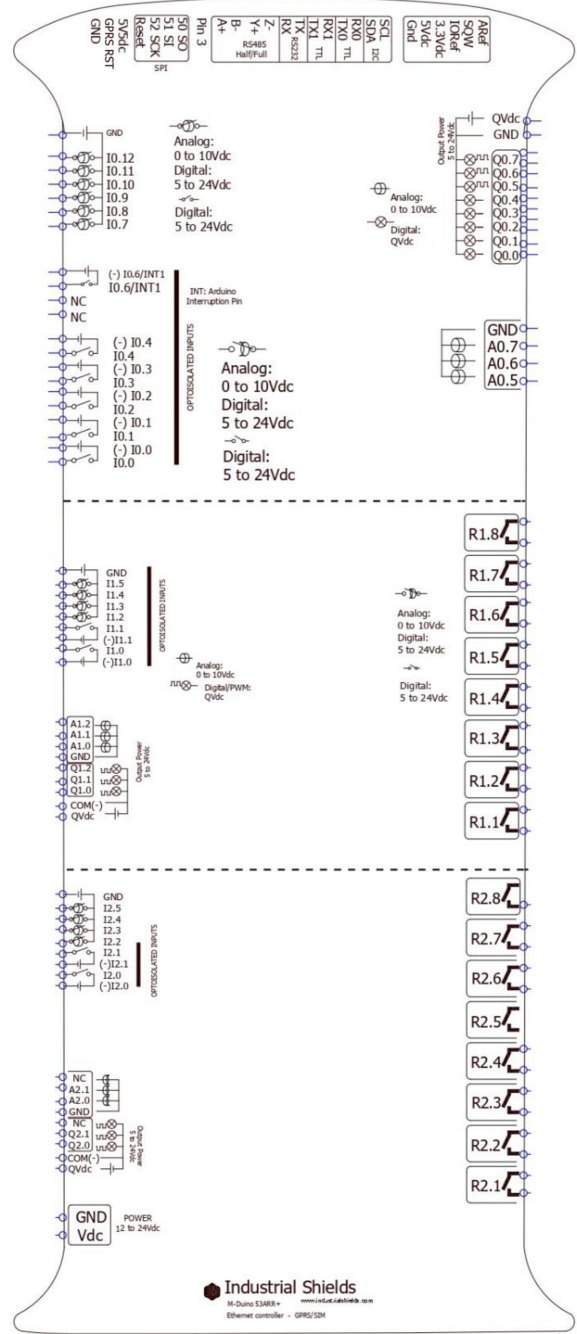 5V5dc
GPRS RST
GND
50 SO
51 SI
52 SCK
Reset
SPI
Pin 3
Z-
Y+
B-
A+
RS485
Half/Full
SCL
SDA I2C
RX0
TX0 TTL
RX1
TX1 TTL
TX
RX RS232
ARef
SQW
IORef
3.3Vdc
5Vdc
Gnd
GND
I0.12
I0.11
I0.10
I0.9
I0.8
I0.7
Analog:
0 to 10Vdc
Digital:
5 to 24Vdc
Digital:
5 to 24Vdc
Analog:
0 to 10Vdc
Digital:
QVdc
Output Power
5 to 24Vdc
QVdc
GND
Q0.7
Q0.6
Q0.5
Q0.4
Q0.3
Q0.2
Q0.1
Q0.0
(-) I0.6/INT1
I0.6/INT1
NC
NC
(-) I0.4
I0.4
(-) I0.3
I0.3
(-) I0.2
I0.2
(-) I0.1
I0.1
(-) I0.0
I0.0
OPTOISOLATED INPUTS
INT: Arduino
Interruption Pin
Analog:
0 to 10Vdc
Digital:
5 to 24Vdc
Digital:
5 to 24Vdc
GND
A0.7
A0.6
A0.5
GND
I1.5
I1.4
I1.3
I1.2
I1.1
(-)I1.1
I1.0
(-)I1.0
OPTOISOLATED INPUTS
Analog:
0 to 10Vdc
Digital/PWM:
QVdc
Analog:
0 to 10Vdc
Digital:
5 to 24Vdc
Digital:
5 to 24Vdc
A1.2
A1.1
A1.0
GND
Q1.2
Q1.1
Q1.0
COM(-)
QVdc
Output Power
5 to 24Vdc
R1.8
R1.7
R1.6
R1.5
R1.4
R1.3
R1.2
R1.1
GND
I2.5
I2.4
I2.3
I2.2
I2.1
(-)I2.1
I2.0
(-)I2.0
OPTOISOLATED INPUTS
NC
A2.1
A2.0
GND
NC
Q2.1
Q2.0
COM(-)
QVdc
Output Power
5 to 24Vdc
R2.8
R2.7
R2.6
R2.5
R2.4
R2.3
R2.2
R2.1
GND
Vdc
POWER
12 to 24Vdc
Industrial Shields
M-Duino 53ARR+
www.industrialshields.com
Ethernet controller - GPRS/SIM